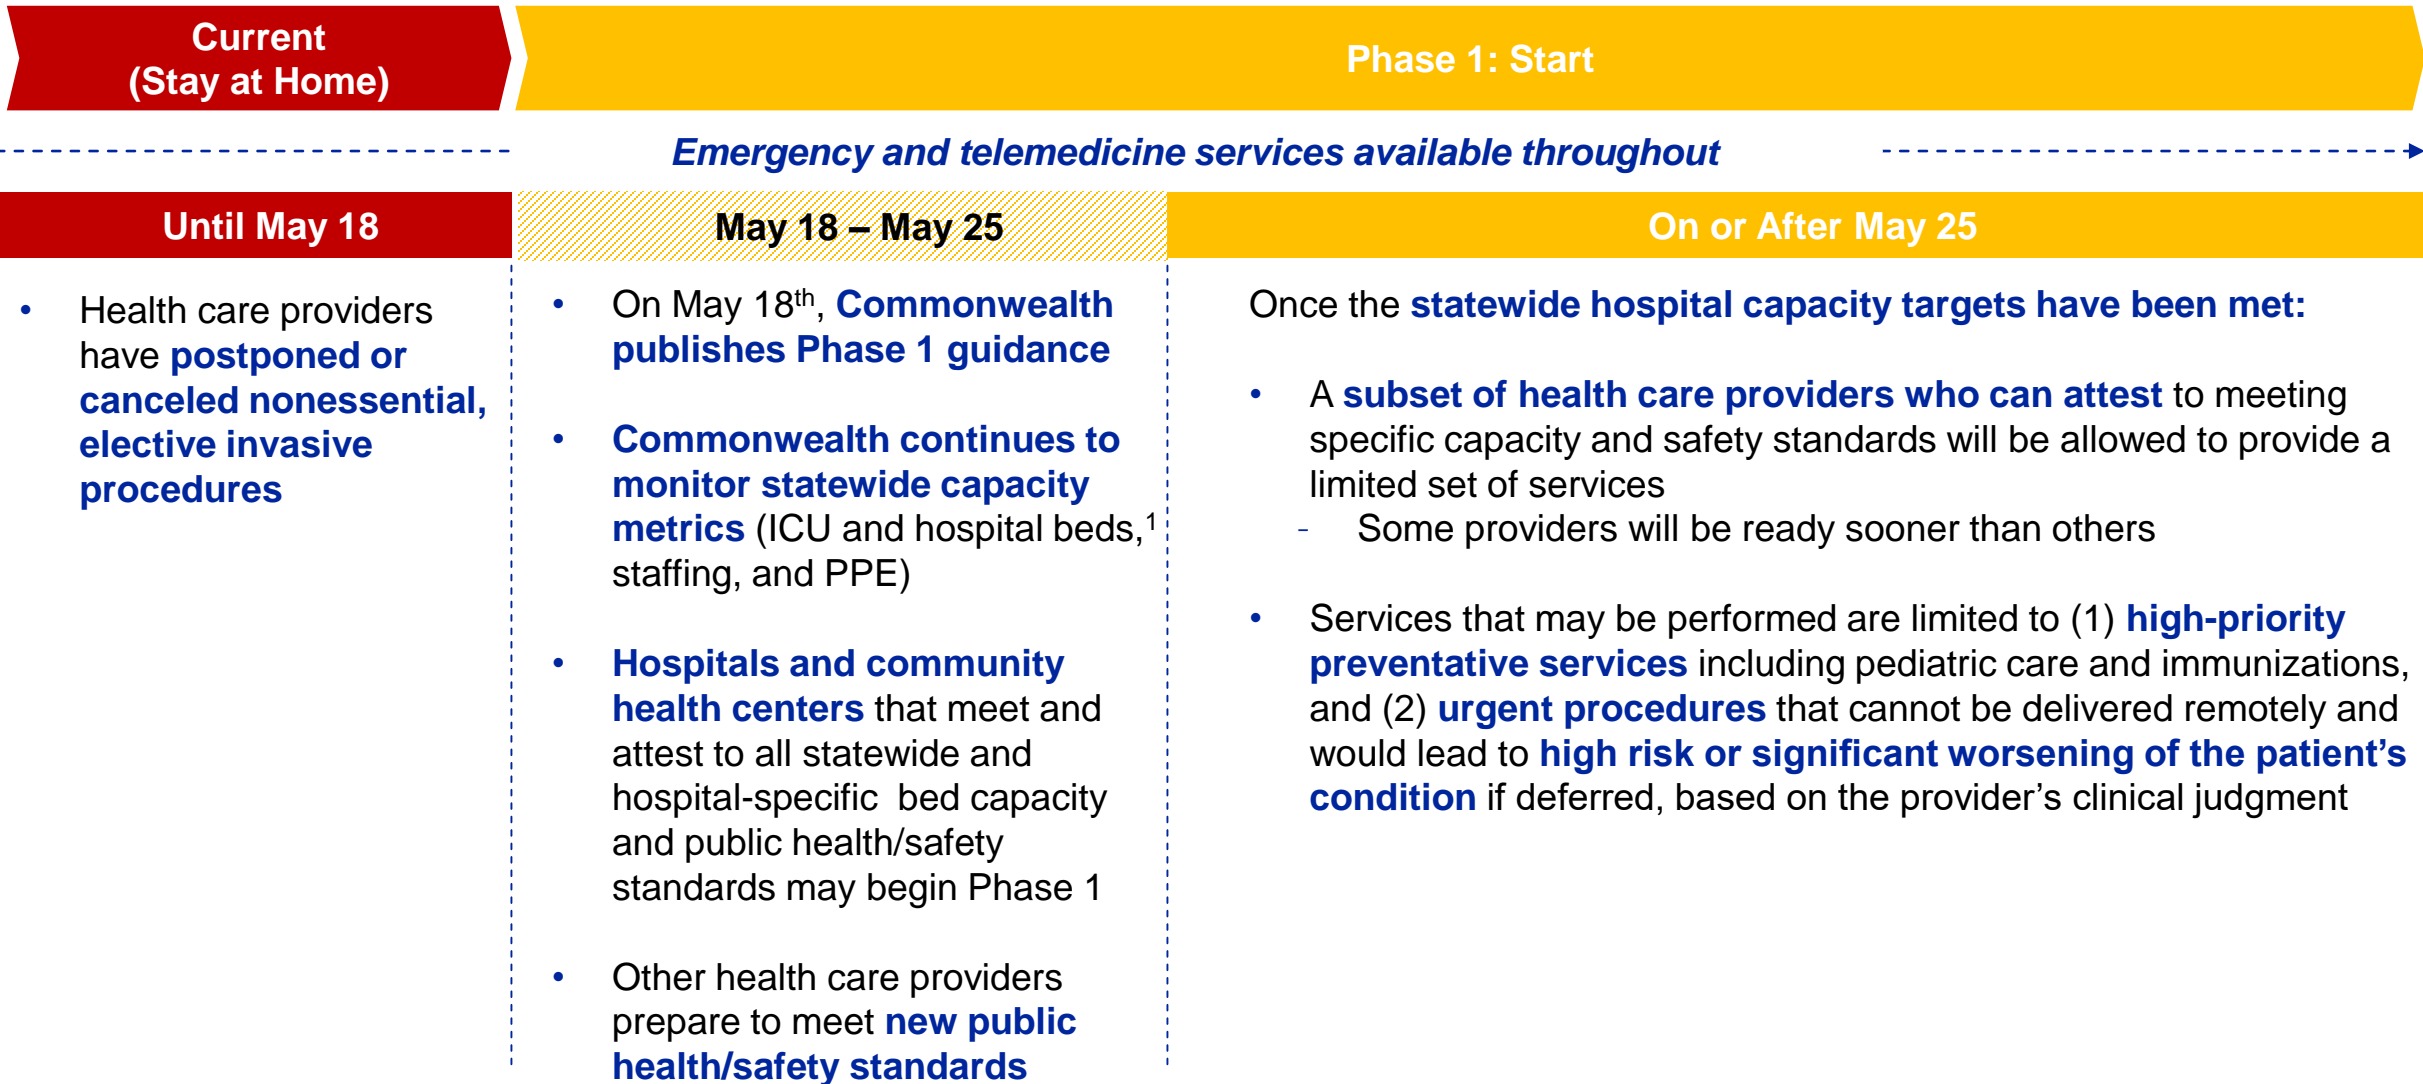 Current
(Stay at Home)
Phase 1: Start
Emergency and telemedicine services available throughout
Until May 18
May 18 – May 25
On or After May 25
• Health care providers
have postponed or
canceled nonessential,
elective invasive
procedures
• On May 18th, Commonwealth
publishes Phase 1 guidance
• Commonwealth continues to
monitor statewide capacity
metrics (ICU and hospital beds,1
staffing, and PPE)
• Hospitals and community
health centers that meet and
attest to all statewide and
hospital-specific  bed capacity
and public health/safety
standards may begin Phase 1
• Other health care providers
prepare to meet new public
health/safety standards
Once the statewide hospital capacity targets have been met:
• A subset of health care providers who can attest to meeting
specific capacity and safety standards will be allowed to provide a
limited set of services
- Some providers will be ready sooner than others
• Services that may be performed are limited to (1) high-priority
preventative services including pediatric care and immunizations,
and (2) urgent procedures that cannot be delivered remotely and
would lead to high risk or significant worsening of the patient’s
condition if deferred, based on the provider’s clinical judgment